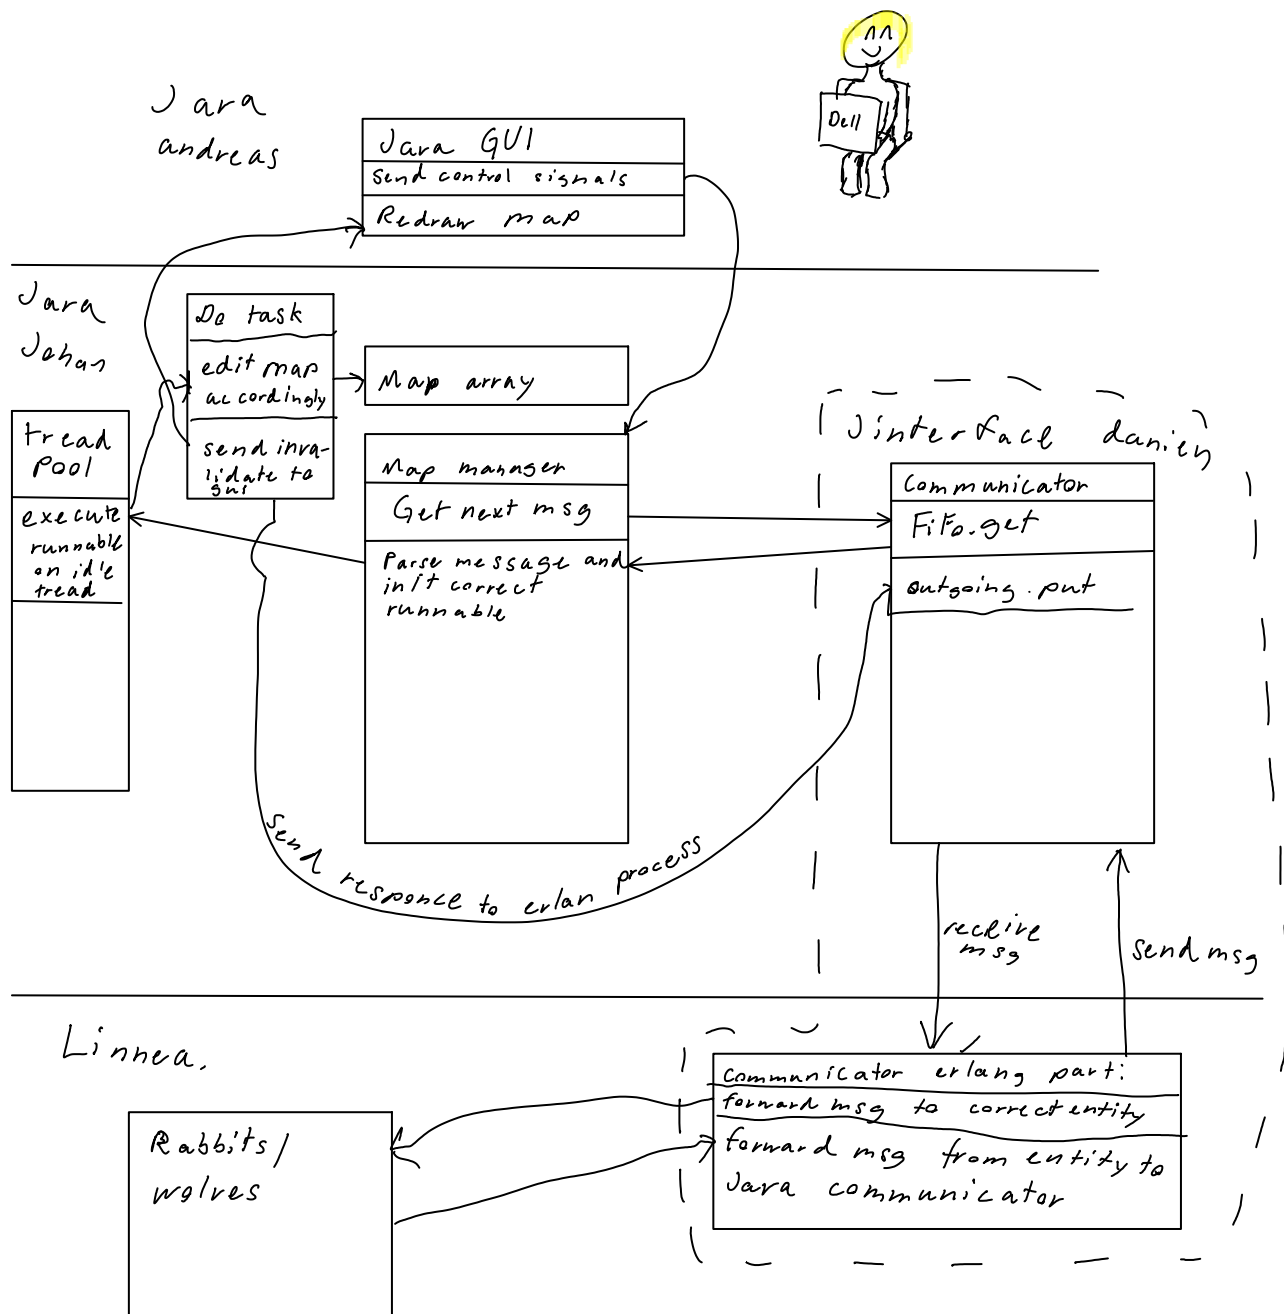 Java
andreas
Dell
Java GUI
Send control signals
Redraw map
Java
Johan
Do task
edit map
accordingly
send inva-
lidate to
gui
Map array
tread
pool
execute
runnable
on idle
tread
Map manager
Get next msg
Parse message and
init correct
runnable
Jinterface daniel
Communicator
FiFo.get
outgoing.put
Send responce to erlan process
receive
msg
send msg
Linnea.
Communicator erlang part:
forward msg to correct entity
forward msg from entity to
Java communicator
Rabbits/
wolves